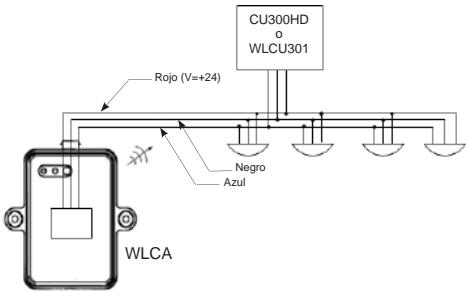 CU300HD
o
WLCU301
Rojo (V=+24)
Negro
Azul
WLCA